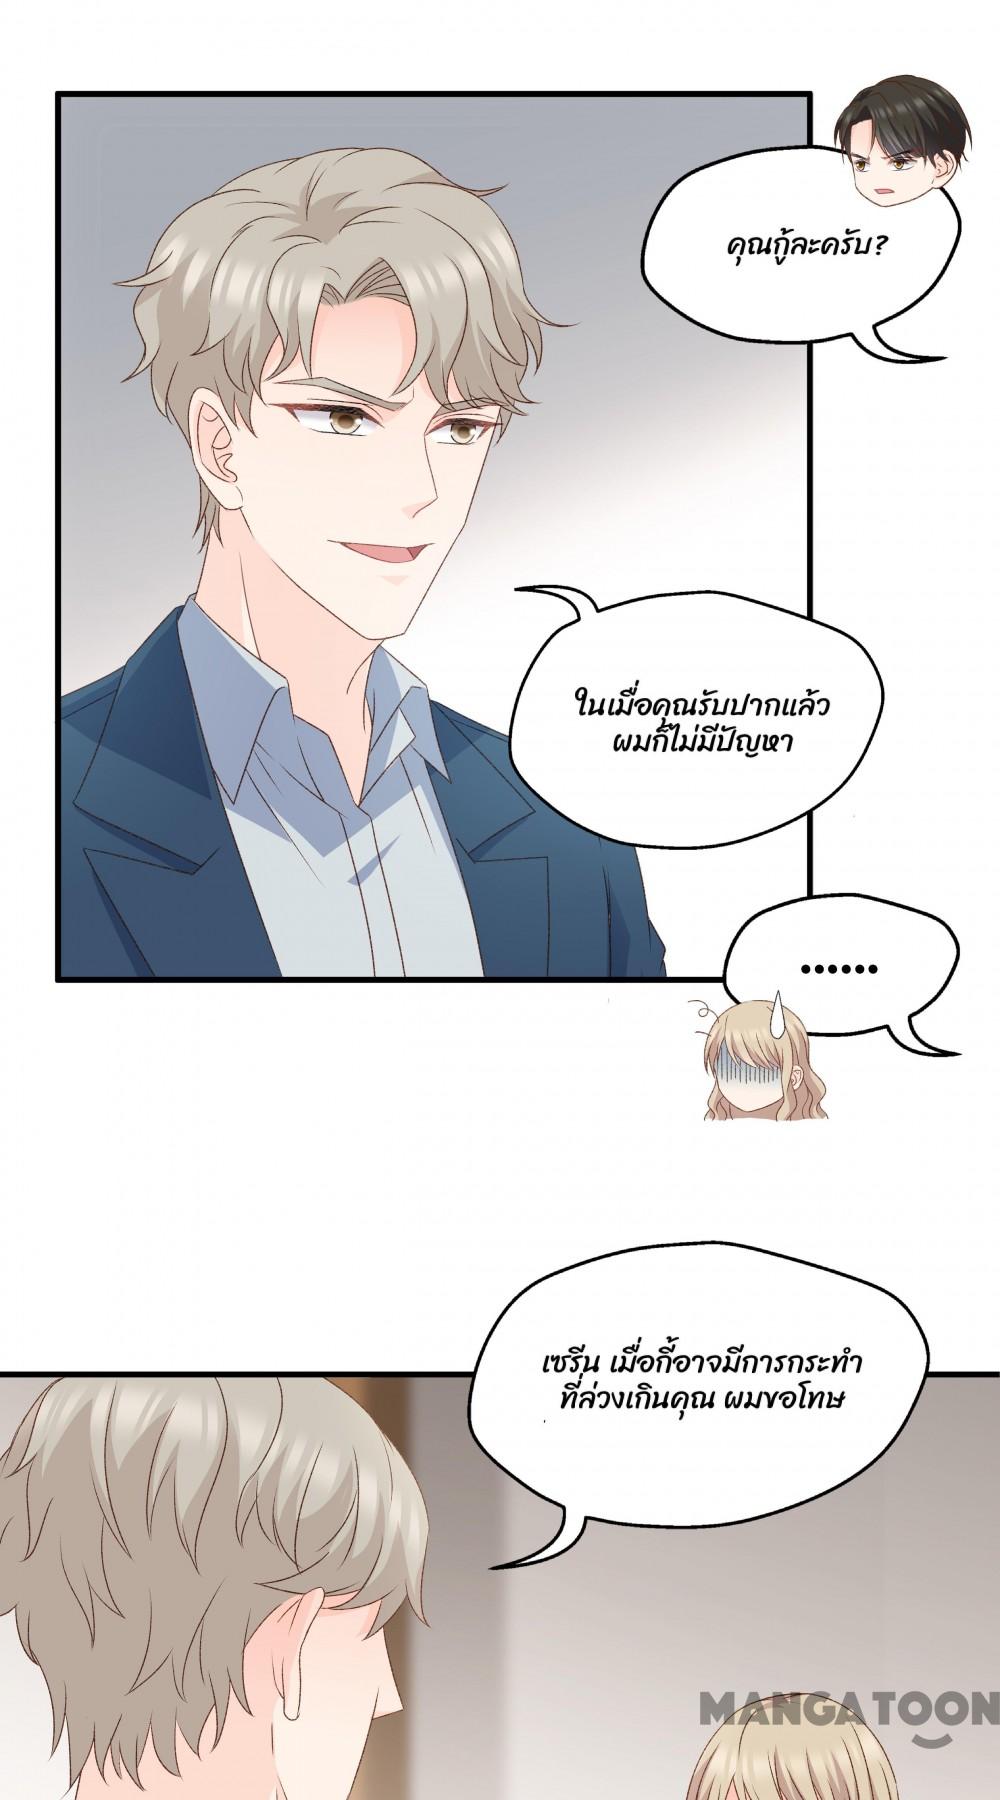 คุณกู้ละครับ?
ในเมื่อคุณรับปากแล้ว
ผมก็ไม่มีปัญหา
••••••
เซรีน เมื่อกี้อาจมีการกระทำ
ที่ล่วงเกินคุณ ผมขอโทษ
MANGATOON